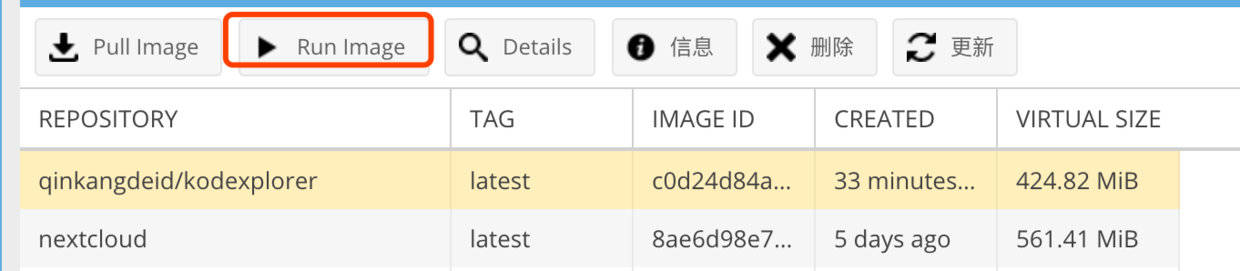 Pull Image Run Image Details 信息 删除 更新
REPOSITORY TAG IMAGE ID CREATED VIRTUAL SIZE
qinkangdeid/kodexplorer latest c0d24d84a... 33 minutes... 424.82 MiB
nextcloud latest 8ae6d98e7... 5 days ago 561.41 MiB